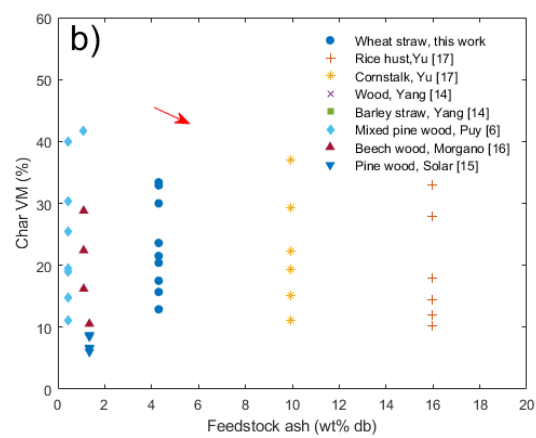 b)
60
50
40
30
20
10
0
Char VM (%)
0 2 4 6 8 10 12 14 16 18 20
Feedstock ash (wt% db)
Wheat straw, this work
Rice hust,Yu [17]
Cornstalk, Yu [17]
Wood, Yang [14]
Barley straw, Yang [14]
Mixed pine wood, Puy [6]
Beech wood, Morgano [16]
Pine wood, Solar [15]